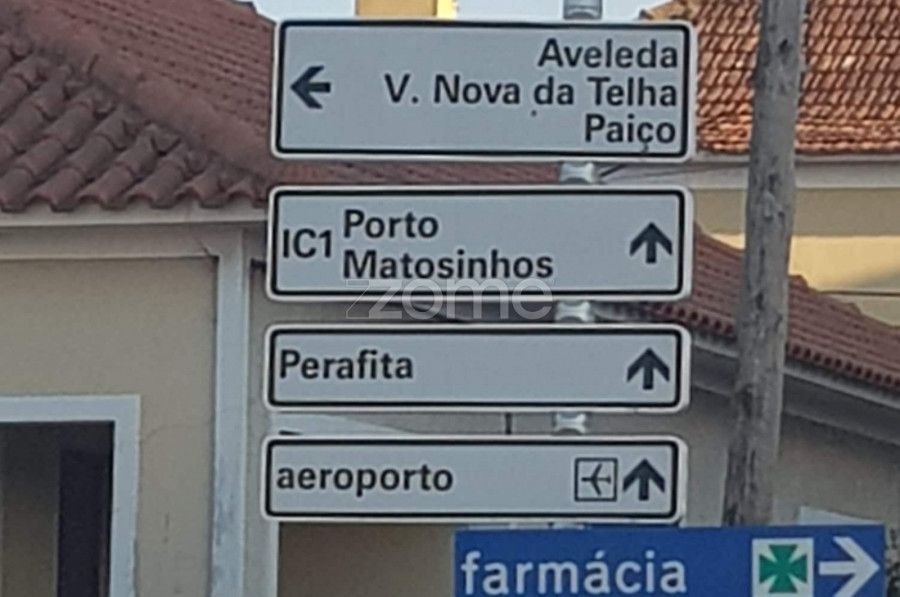 Aveleda
V. Nova da Telha
Paiço
IC1 Porto
Matosinhos
zome
Perafita
aeroporto
farmácia